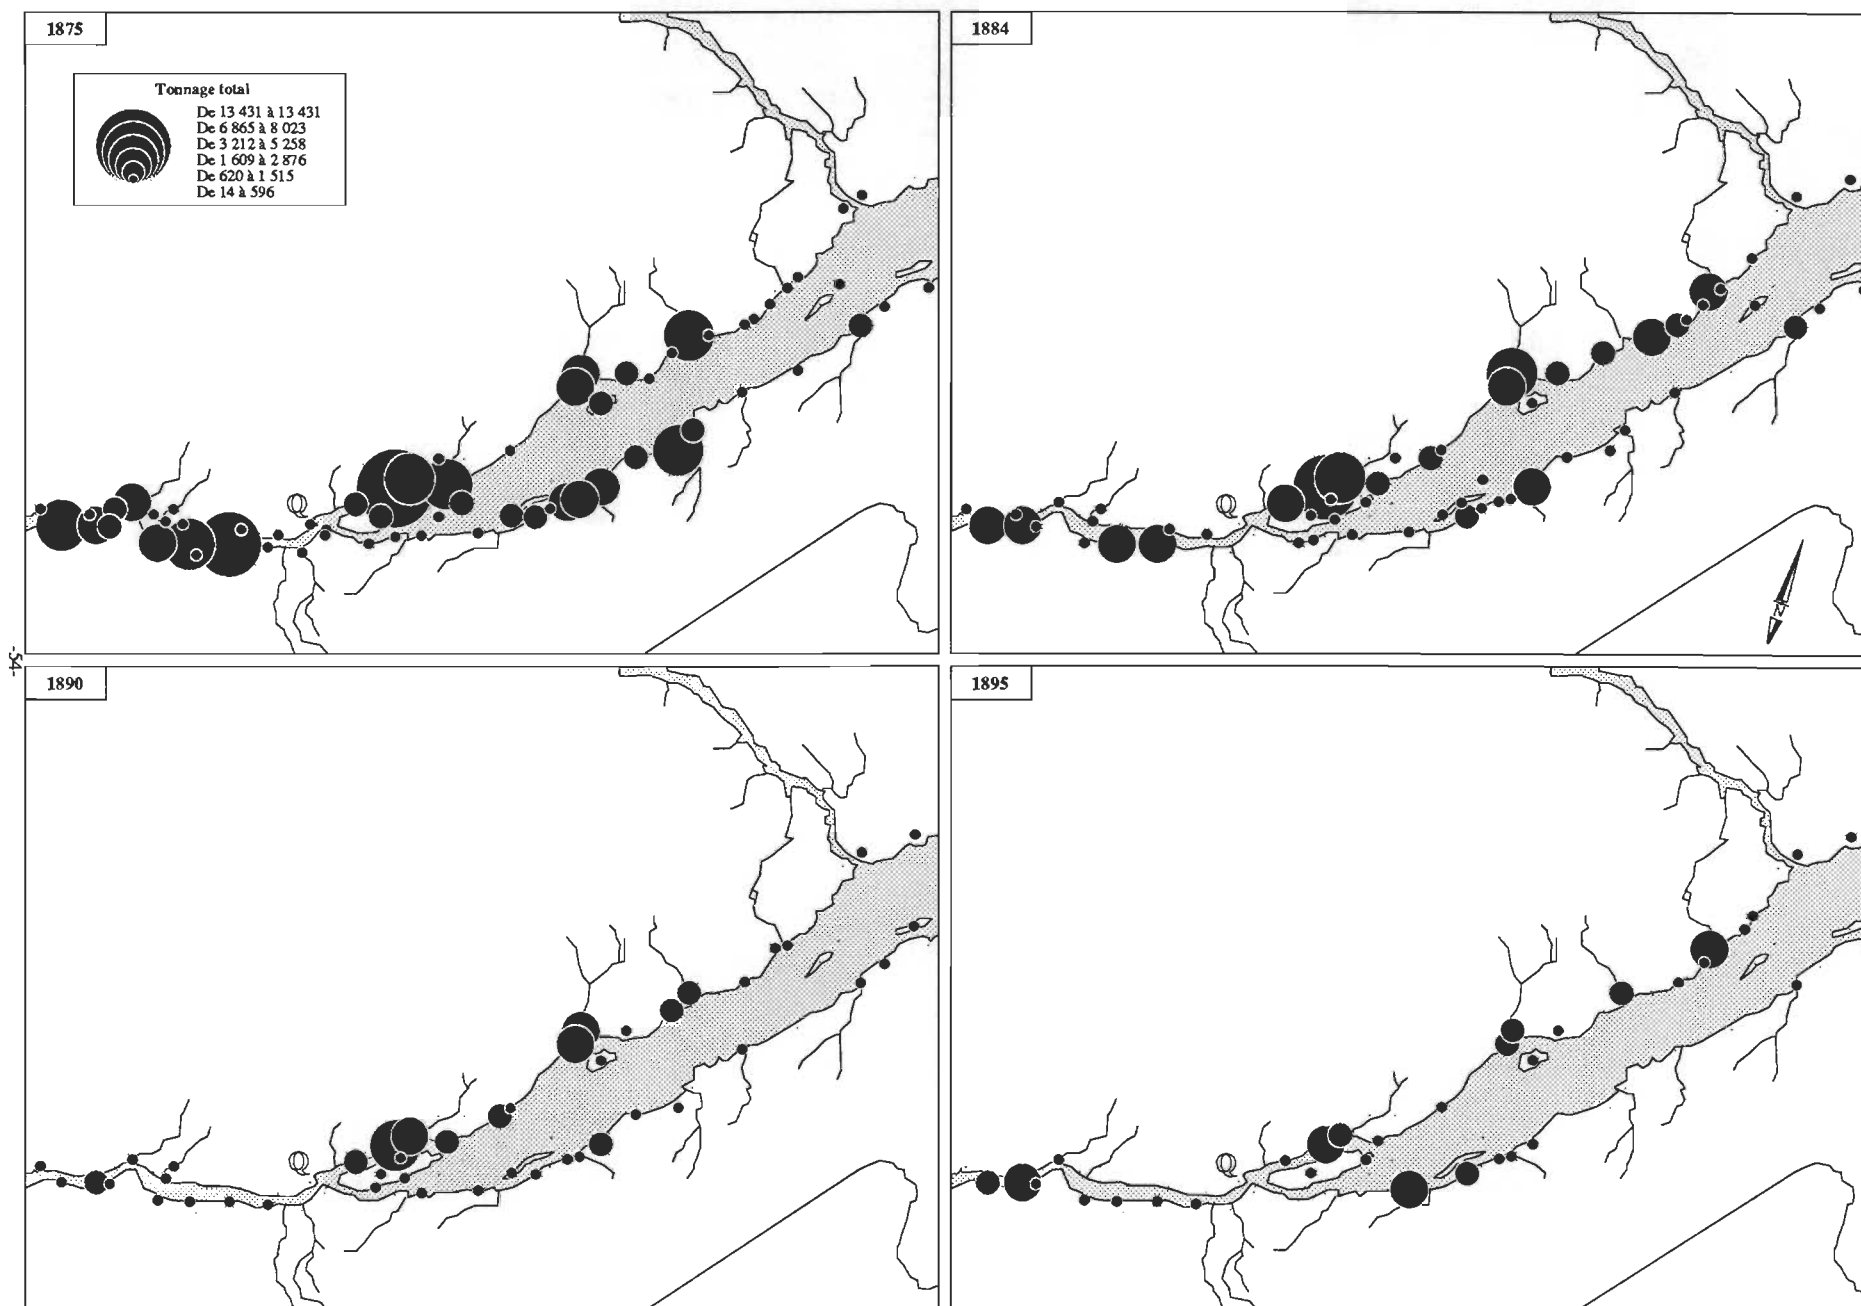 1875
Tonnage total
De 13 431 à 13 431
De 6 865 à 8 023
De 3 212 à 5 258
De 1 609 à 2 876
De 620 à 1 515
De 14 à 596
Q
1884
Q
N
-54-
1890
Q
1895
Q